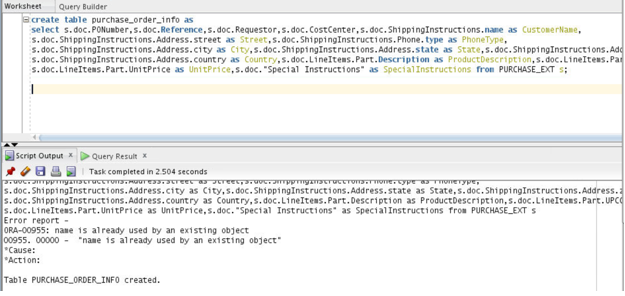 Worksheet Query Builder
create table purchase_order_info as
select s.doc.PONumber,s.doc.Reference,s.doc.Requestor,s.doc.CostCenter,s.doc.ShippingInstructions.name as CustomerName,
s.doc.ShippingInstructions.Address.street as Street,s.doc.ShippingInstructions.Phone.type as PhoneType,
s.doc.ShippingInstructions.Address.city as City,s.doc.ShippingInstructions.Address.state as State,s.doc.ShippingInstructions.Add
s.doc.ShippingInstructions.Address.country as Country,s.doc.LineItems.Part.Description as ProductDescription,s.doc.LineItems.Par
s.doc.LineItems.Part.UnitPrice as UnitPrice,s.doc."Special Instructions" as SpecialInstructions from PURCHASE_EXT s;
Script Output x Query Result x
Task completed in 2.504 seconds
s.doc.ShippingInstructions.Address.street as Street,s.doc.ShippingInstructions.Phone.type as PhoneType,
s.doc.ShippingInstructions.Address.city as City,s.doc.ShippingInstructions.Address.state as State,s.doc.ShippingInstructions.Address.z
s.doc.ShippingInstructions.Address.country as Country,s.doc.LineItems.Part.Description as ProductDescription,s.doc.LineItems.Part.UPCC
s.doc.LineItems.Part.UnitPrice as UnitPrice,s.doc."Special Instructions" as SpecialInstructions from PURCHASE_EXT s
Error report -
ORA-00955: name is already used by an existing object
00955. 00000 - "name is already used by an existing object"
*Cause:
*Action:
Table PURCHASE_ORDER_INFO created.